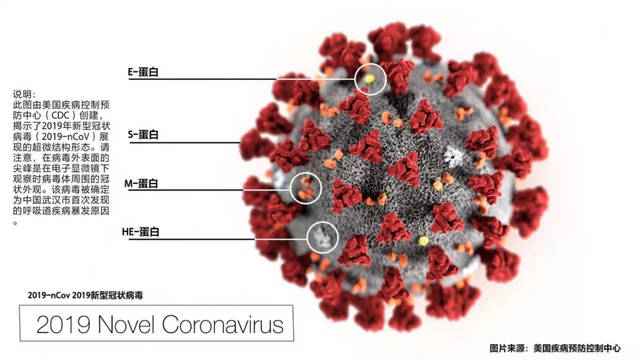 E-蛋白
说明：
此图由美国疾病控制预
防中心（CDC）创建，
揭示了2019年新型冠状
病毒（2019-nCoV）展
现的超微结构形态。请
注意，在病毒外表面的
尖峰是在电子显微镜下
观察时病毒体周围的冠
状外观。该病毒被确定
为中国武汉市首次发现
的呼吸道疾病暴发原因
。
S-蛋白
M-蛋白
HE-蛋白
2019-nCov 2019新型冠状病毒
2019 Novel Coronavirus
图片来源：美国疾病预防控制中心